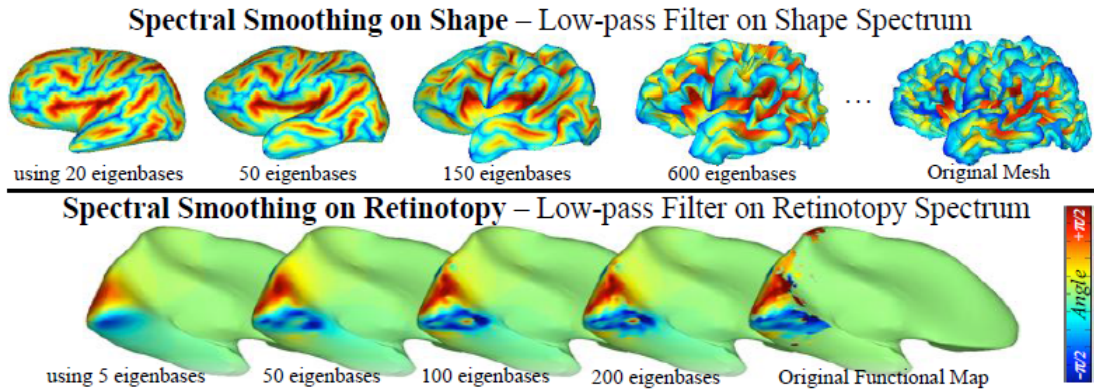 Spectral Smoothing on Shape – Low-pass Filter on Shape Spectrum
using 20 eigenbases
50 eigenbases
150 eigenbases
600 eigenbases
...
Original Mesh
Spectral Smoothing on Retinotopy – Low-pass Filter on Retinotopy Spectrum
using 5 eigenbases
50 eigenbases
100 eigenbases
200 eigenbases
Original Functional Map
-π/2 Angle +π/2